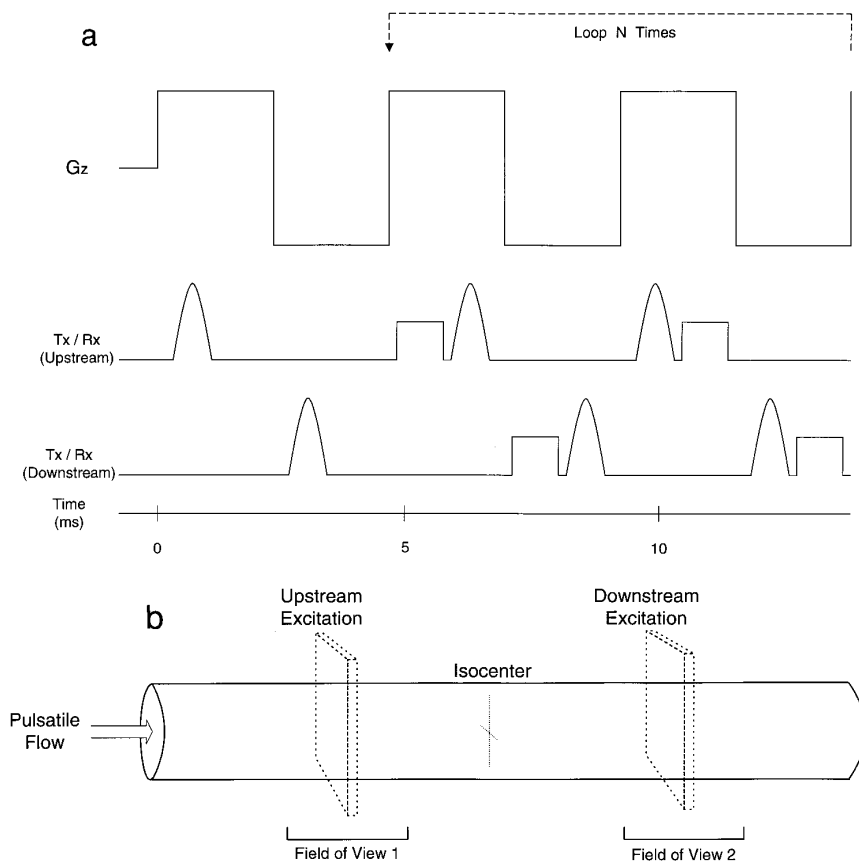 a
Loop N Times
Gz
Tx / Rx
(Upstream)
Tx / Rx
(Downstream)
Time
(ms)
0
5
10
b
Upstream
Excitation
Downstream
Excitation
Isocenter
Pulsatile
Flow
Field of View 1
Field of View 2